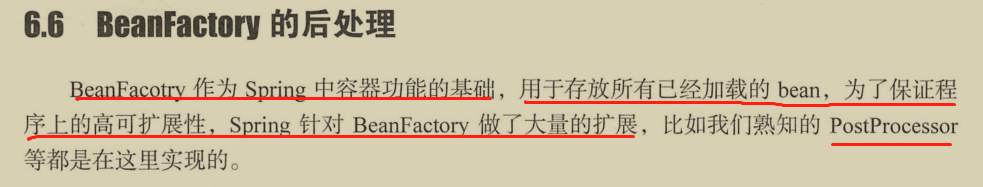 6.6 BeanFactory 的后处理
BeanFacotry 作为 Spring 中容器功能的基础，用于存放所有已经加载的 bean，为了保证程
序上的高可扩展性，Spring 针对 BeanFactory 做了大量的扩展，比如我们熟知的 PostProcessor
等都是在这里实现的。